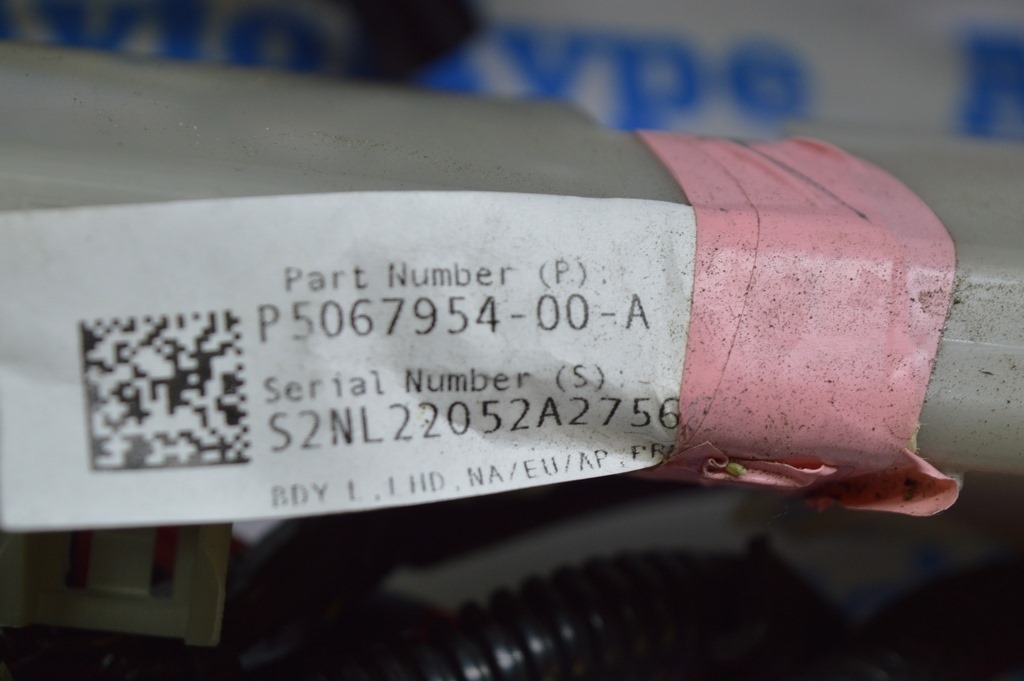 Part Number (P):
P5067954-00-A
Serial Number (S):
S2NL22052A2756
BDY L,LHD,NA/EU/AP,